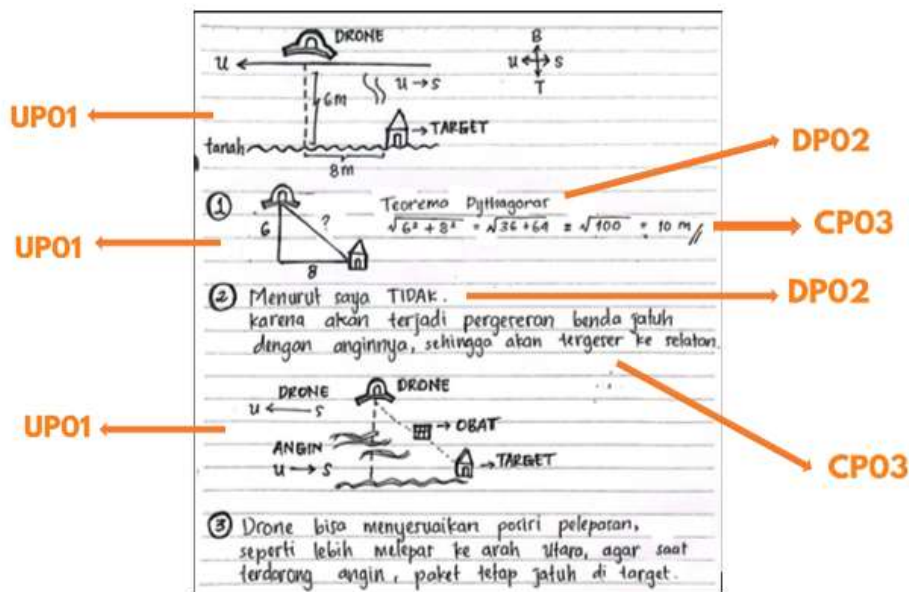 DRONE
B
U
U S
T
6m
U → S
UP01
→ TARGET
tanah
8m
DP02
①
Teorema Pythagoras
?
√6² + 8² = √36 + 64 = √100 = 10 m //
CP03
6
UP01
8
② Menurut saya TIDAK.
DP02
karena akan terjadi pergeseran benda jatuh
dengan anginnya, sehingga akan tergeser ke selatan.
DRONE
DRONE
U ← S
→ OBAT
UP01
ANGIN
U → S
→ TARGET
CP03
③ Drone bisa menyesuaikan posisi pelepasan,
seperti lebih melepas ke arah Utara, agar saat
terdorong angin, paket tetap jatuh di target.